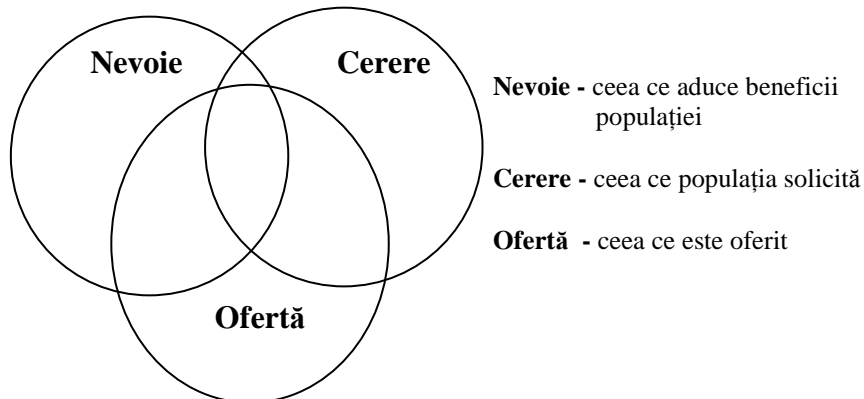 Nevoie
Cerere
Ofertă
Nevoie - ceea ce aduce beneficii
populației
Cerere - ceea ce populația solicită
Ofertă - ceea ce este oferit